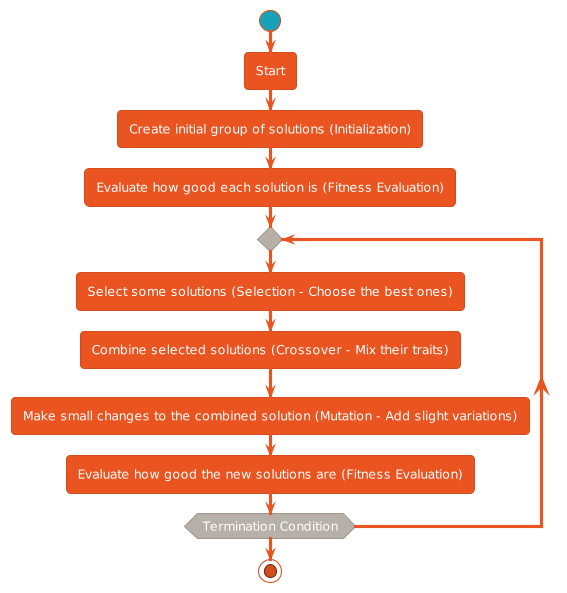 Start
Create initial group of solutions (Initialization)
Evaluate how good each solution is (Fitness Evaluation)
Select some solutions (Selection - Choose the best ones)
Combine selected solutions (Crossover - Mix their traits)
Make small changes to the combined solution (Mutation - Add slight variations)
Evaluate how good the new solutions are (Fitness Evaluation)
Termination Condition